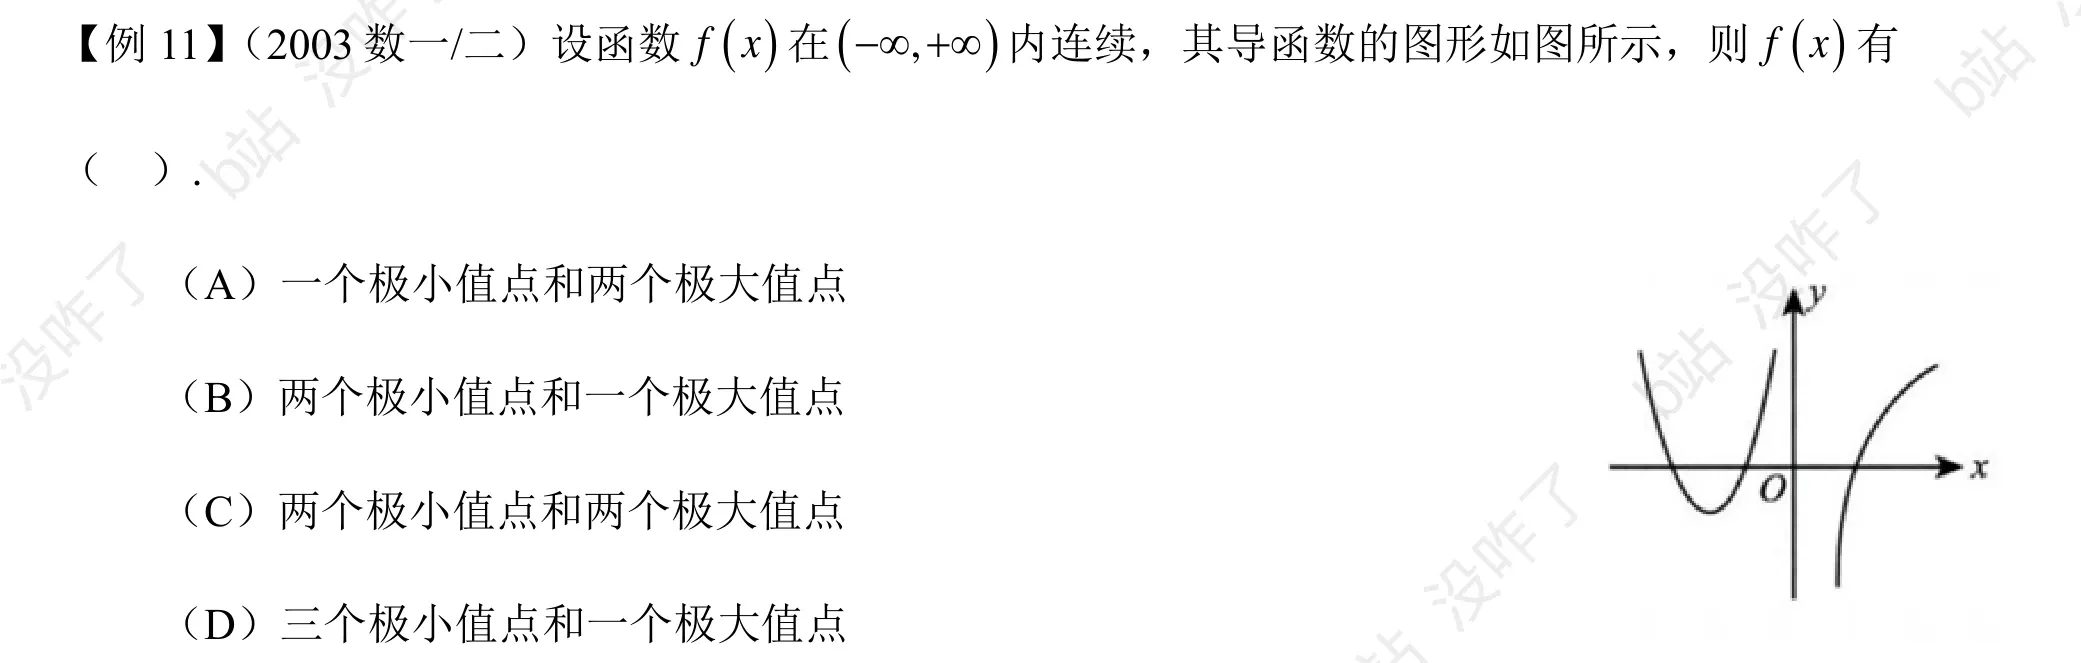 【例 11】（2003 数一/二）设函数 f(x) 在 (−∞,+∞) 内连续，其导函数的图形如图所示，则 f(x) 有
（　）.
（A）一个极小值点和两个极大值点
（B）两个极小值点和一个极大值点
（C）两个极小值点和两个极大值点
（D）三个极小值点和一个极大值点
y
O
x
b站 没咋了
b站
没咋了
b站 没咋了
没咋了
站